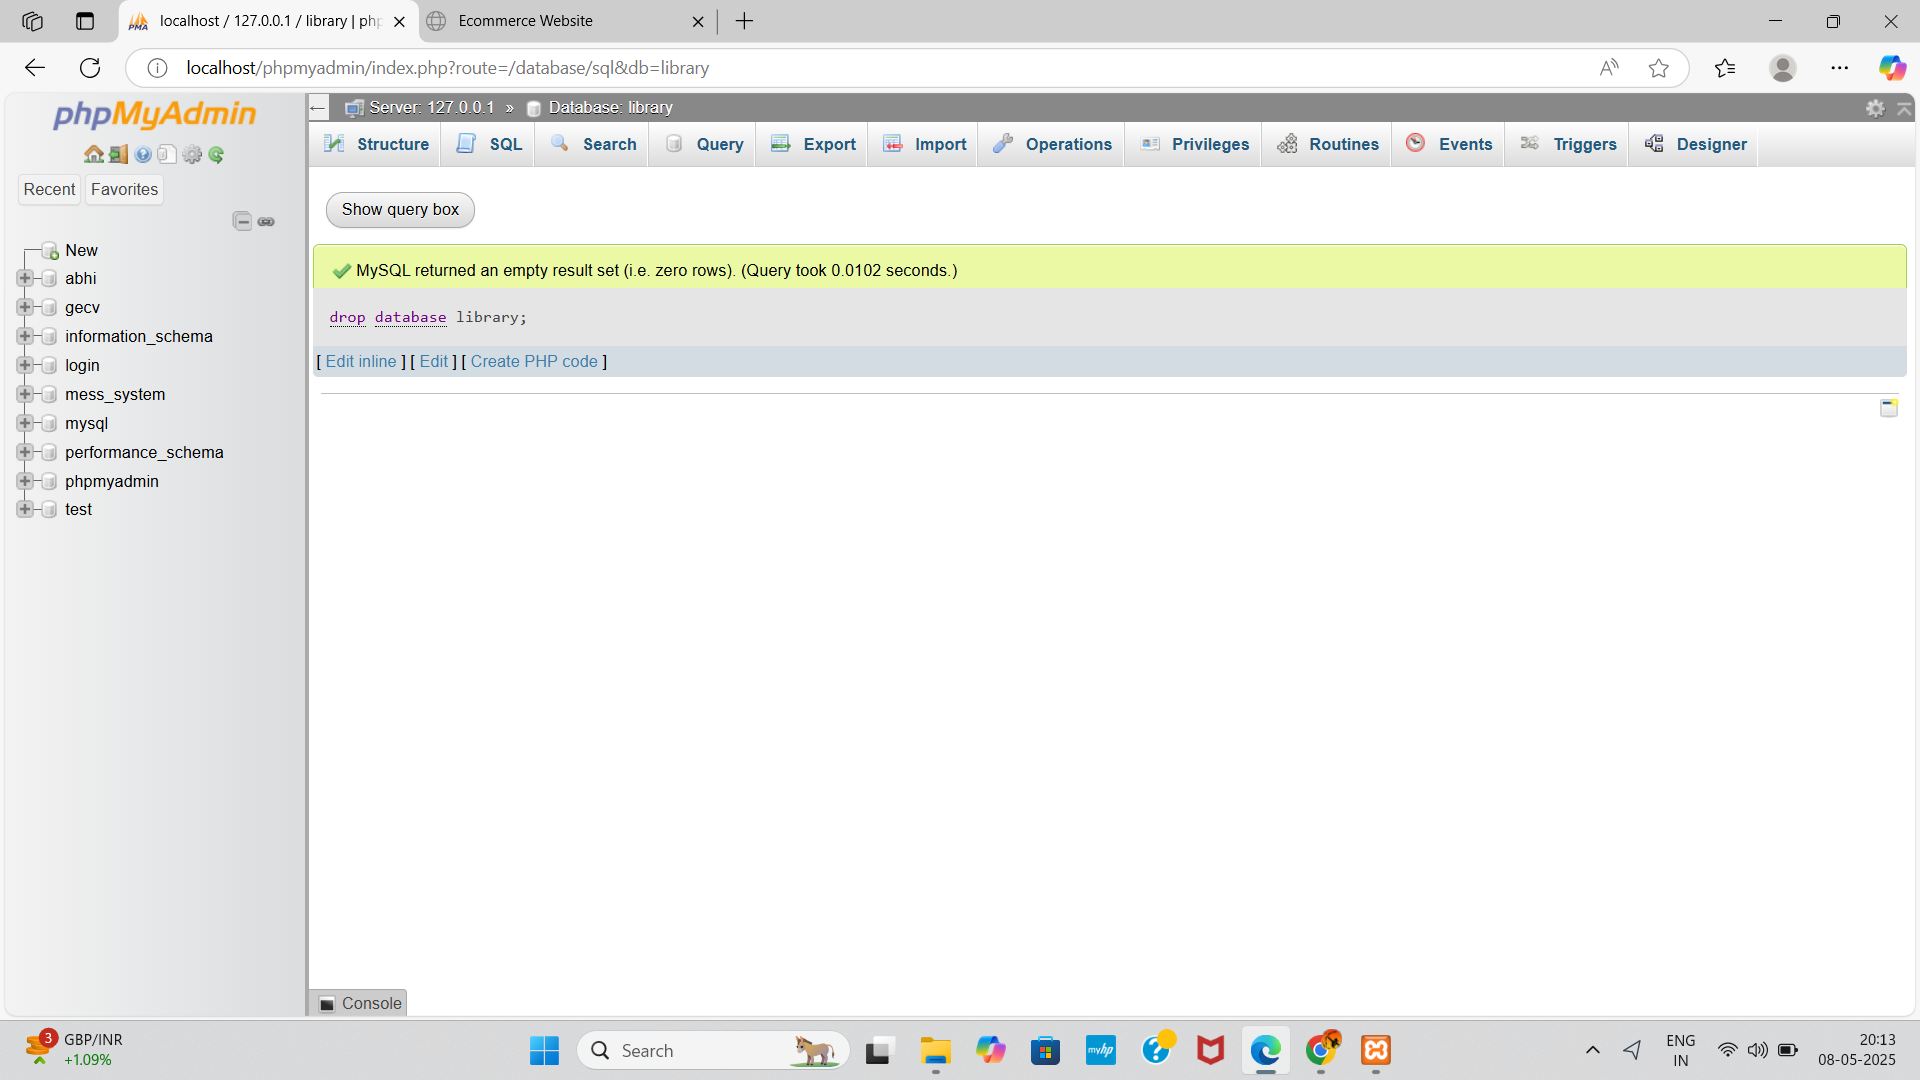 localhost / 127.0.0.1 / library | php
Ecommerce Website
localhost/phpmyadmin/index.php?route=/database/sql&db=library
phpMyAdmin
Recent
Favorites
New
abhi
gecv
information_schema
login
mess_system
mysql
performance_schema
phpmyadmin
test
Server: 127.0.0.1 » Database: library
Structure
SQL
Search
Query
Export
Import
Operations
Privileges
Routines
Events
Triggers
Designer
Show query box
MySQL returned an empty result set (i.e. zero rows). (Query took 0.0102 seconds.)
drop database library;
[ Edit inline ] [ Edit ] [ Create PHP code ]
Console
3
GBP/INR
+1.09%
Search
myhp
ENG
IN
20:13
08-05-2025